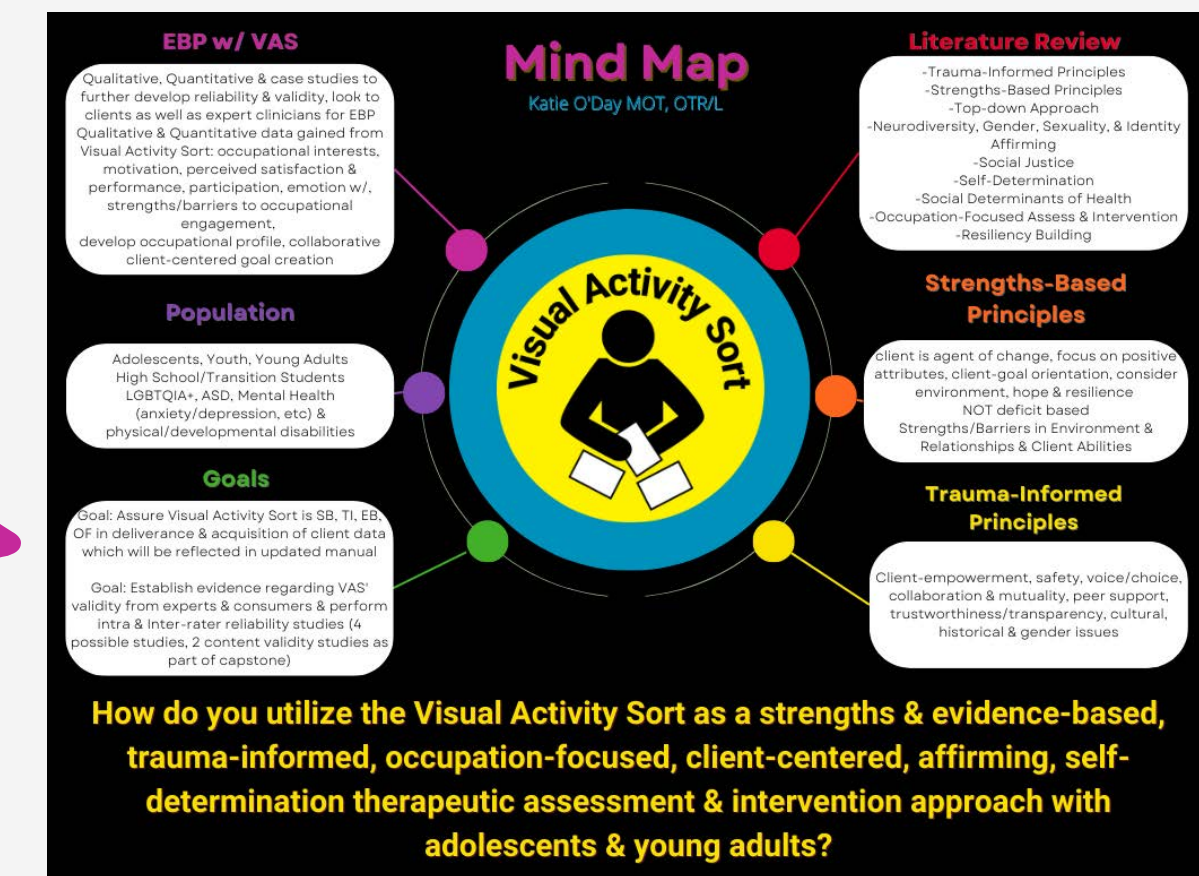 Mind Map
Katie O'Day MOT, OTR/L
EBP w/ VAS
Qualitative, Quantitative & case studies to
further develop reliability & validity, look to
clients as well as expert clinicians for EBP
Qualitative & Quantitative data gained from
Visual Activity Sort: occupational interests,
motivation, perceived satisfaction &
performance, participation, emotion w/,
strengths/barriers to occupational
engagement,
develop occupational profile, collaborative
client-centered goal creation
Population
Adolescents, Youth, Young Adults
High School/Transition Students
LGBTQIA+, ASD, Mental Health
(anxiety/depression, etc) &
physical/developmental disabilities
Goals
Goal: Assure Visual Activity Sort is SB, TI, EB,
OF in deliverance & acquisition of client data
which will be reflected in updated manual
Goal: Establish evidence regarding VAS'
validity from experts & consumers & perform
intra & Inter-rater reliability studies (4
possible studies, 2 content validity studies as
part of capstone)
Visual Activity Sort
Literature Review
-Trauma-Informed Principles
-Strengths-Based Principles
-Top-down Approach
-Neurodiversity, Gender, Sexuality, & Identity
Affirming
-Social Justice
-Self-Determination
-Social Determinants of Health
-Occupation-Focused Assess & Intervention
-Resiliency Building
Strengths-Based
Principles
client is agent of change, focus on positive
attributes, client-goal orientation, consider
environment, hope & resilience
NOT deficit based
Strengths/Barriers in Environment &
Relationships & Client Abilities
Trauma-Informed
Principles
Client-empowerment, safety, voice/choice,
collaboration & mutuality, peer support,
trustworthiness/transparency, cultural,
historical & gender issues
How do you utilize the Visual Activity Sort as a strengths & evidence-based,
trauma-informed, occupation-focused, client-centered, affirming, self-
determination therapeutic assessment & intervention approach with
adolescents & young adults?